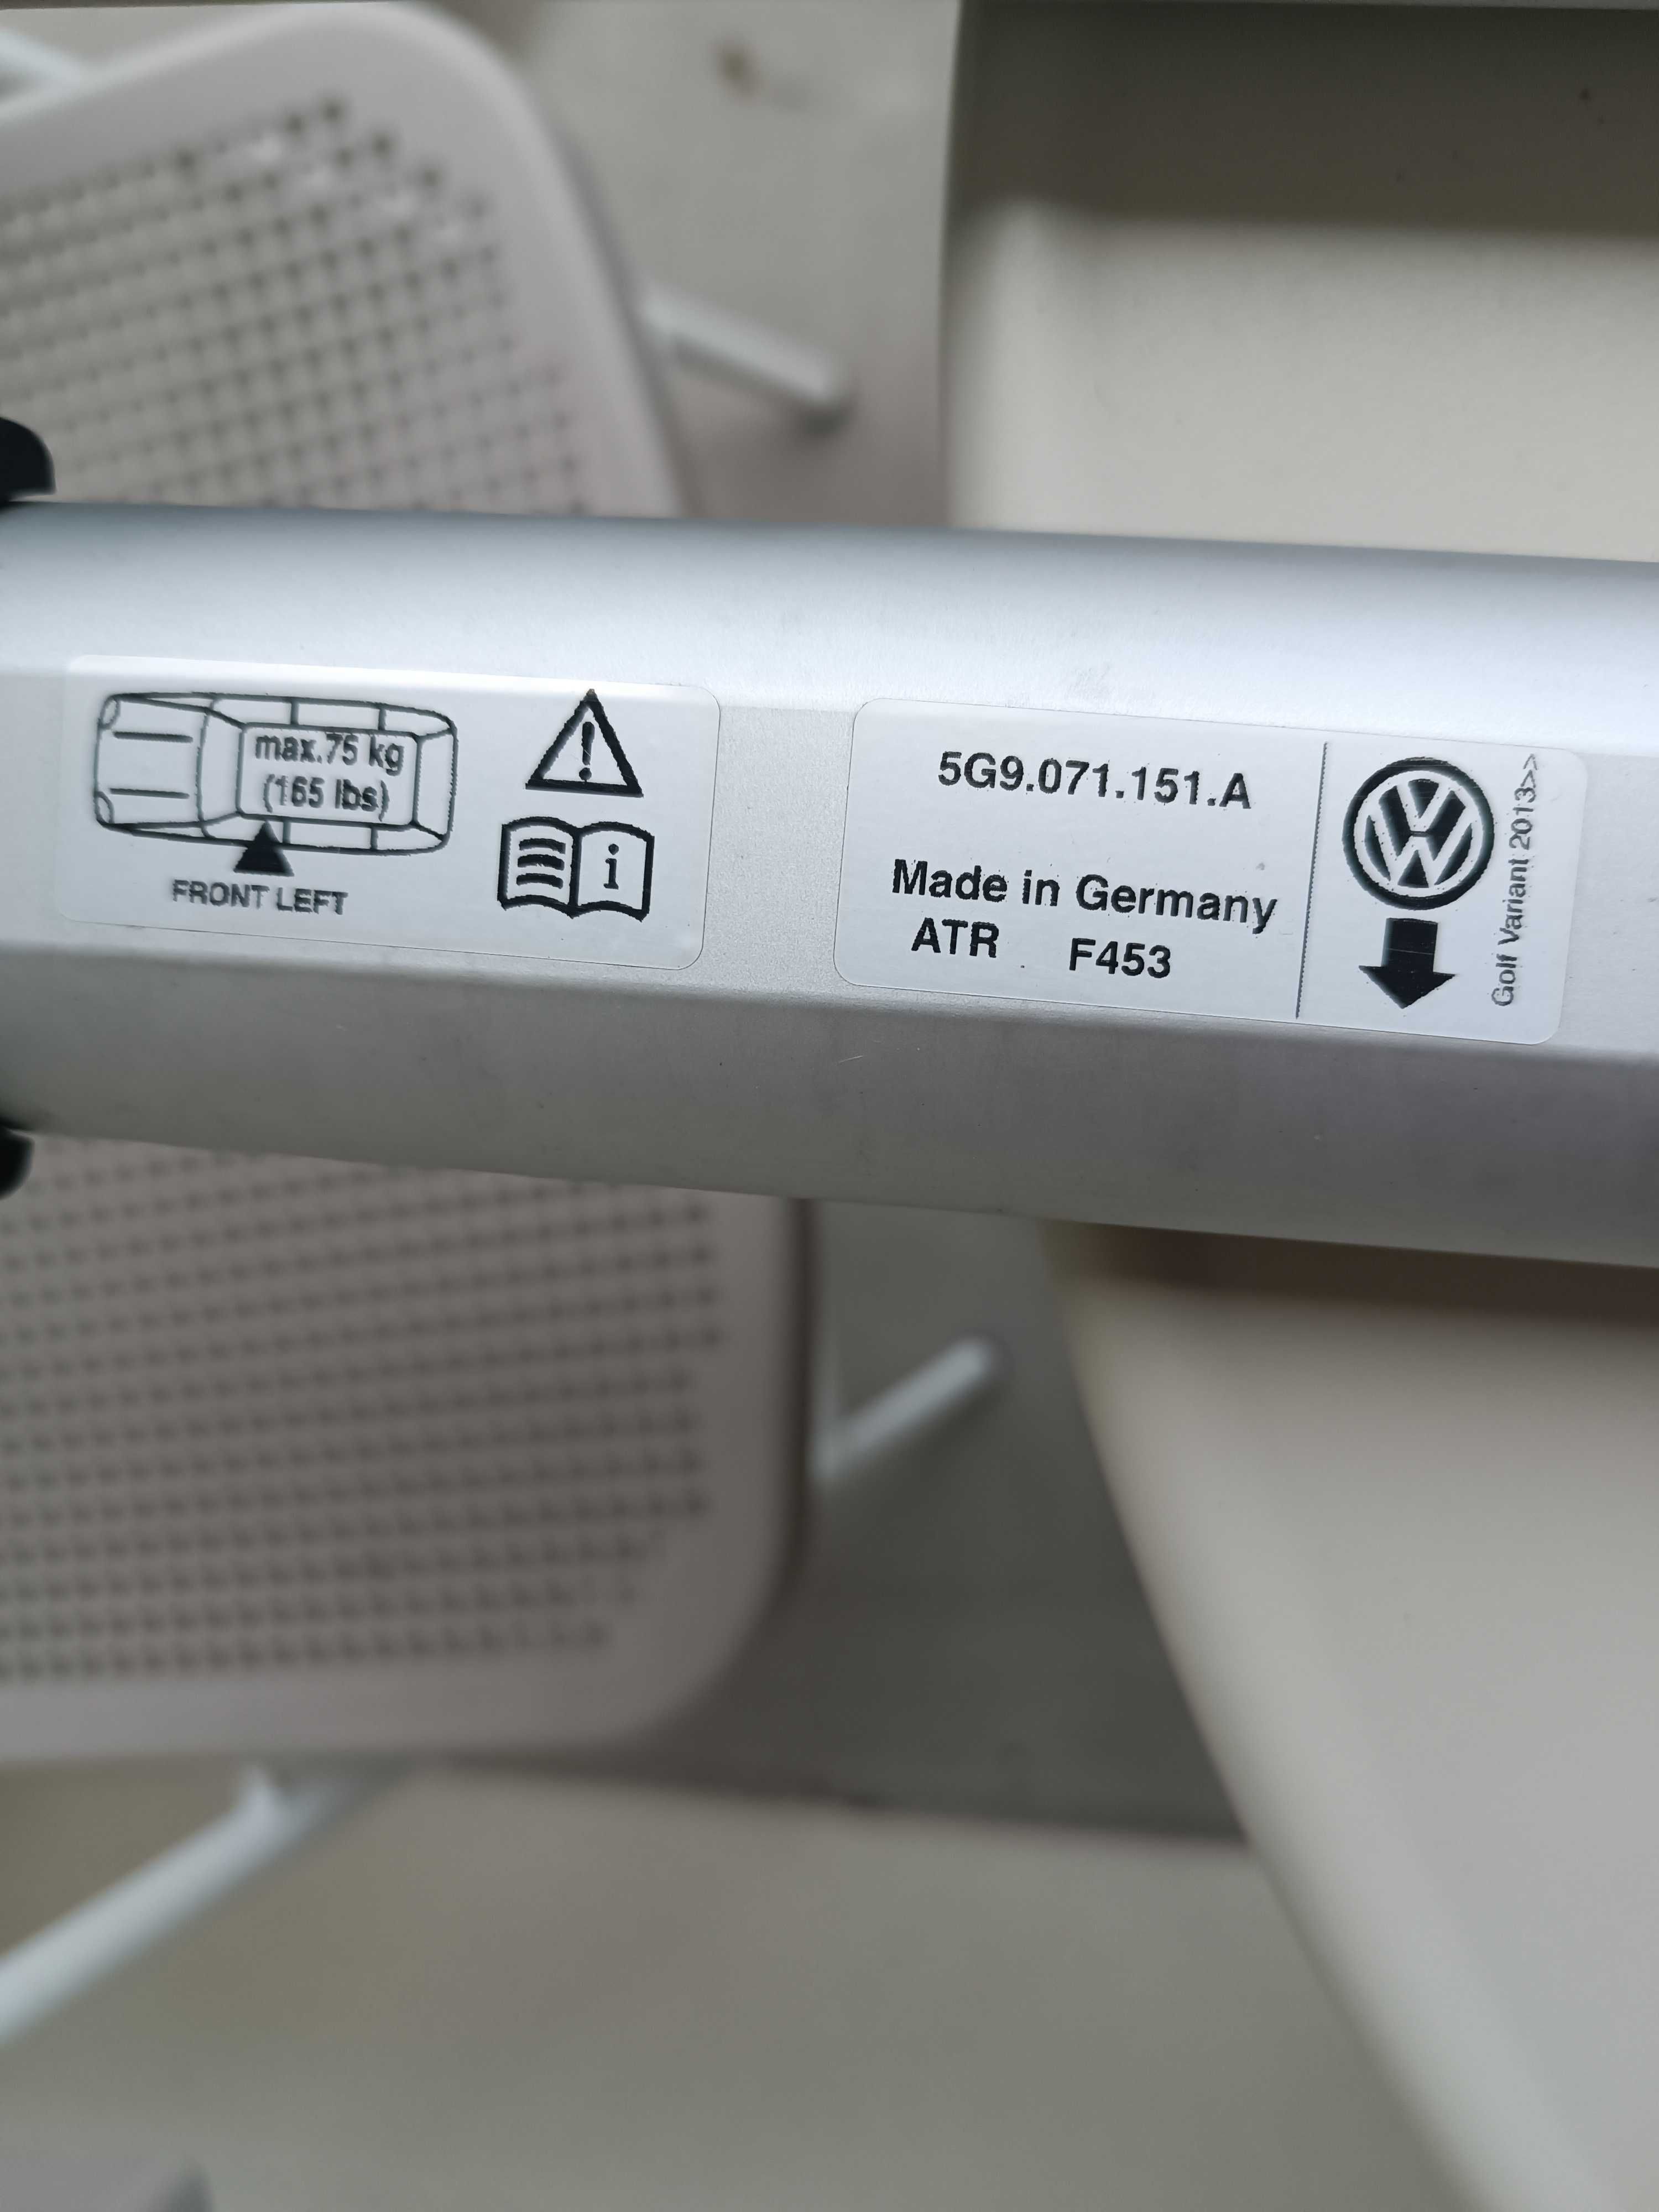 max.75 kg
(165 lbs)
FRONT LEFT
i
5G9.071.151.A
Made in Germany
ATR F453
Golf Variant 2013>>